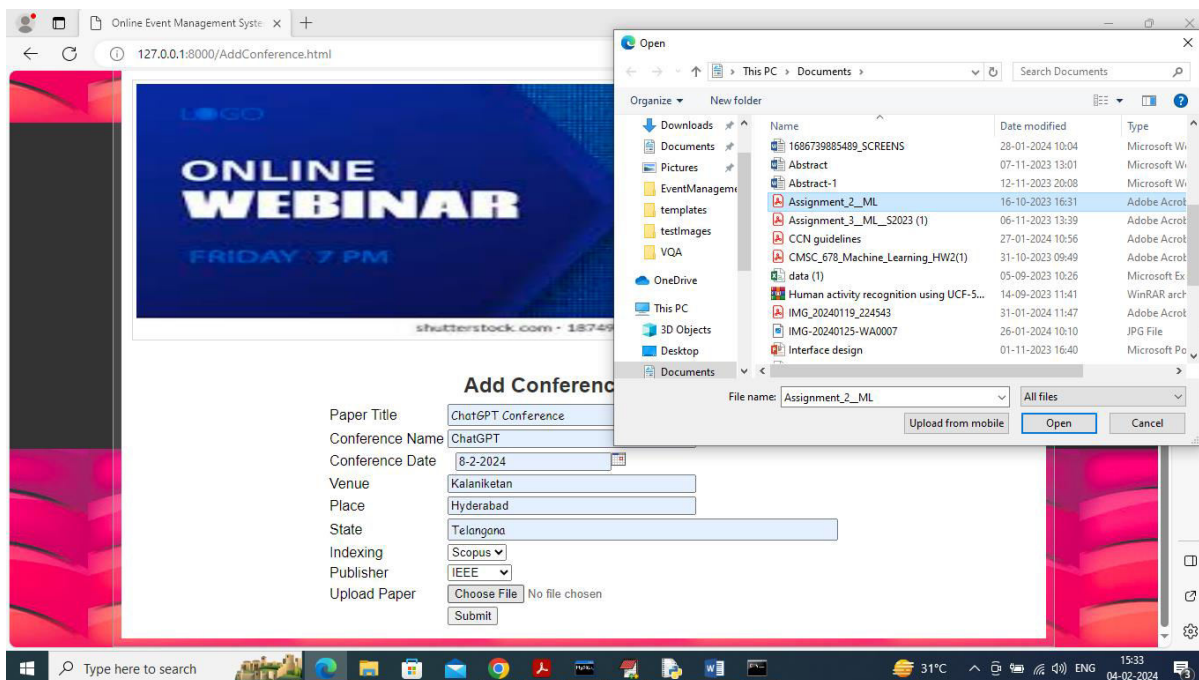 Online Event Management Syste
127.0.0.1:8000/AddConference.html
LOGO
ONLINE
WEBINAR
FRIDAY 7 PM
shutterstock.com · 18749
Add Conferenc
Paper Title ChatGPT Conference
Conference Name ChatGPT
Conference Date 8-2-2024
Venue Kalaniketan
Place Hyderabad
State Telangana
Indexing Scopus
Publisher IEEE
Upload Paper Choose File No file chosen
Submit
Open
This PC > Documents >
Search Documents
Organize New folder
Downloads
Documents
Pictures
EventManageme
templates
testImages
VQA
OneDrive
This PC
3D Objects
Desktop
Documents
Name Date modified Type
1686739885489_SCREENS 28-01-2024 10:04 Microsoft W
Abstract 07-11-2023 13:01 Microsoft W
Abstract-1 12-11-2023 20:08 Microsoft W
Assignment_2__ML 16-10-2023 16:31 Adobe Acrob
Assignment_3__ML__S2023 (1) 06-11-2023 13:39 Adobe Acrob
CCN guidelines 27-01-2024 10:56 Adobe Acrob
CMSC_678_Machine_Learning_HW2(1) 31-10-2023 09:49 Adobe Acrob
data (1) 05-09-2023 10:26 Microsoft Ex
Human activity recognition using UCF-5... 14-09-2023 11:41 WinRAR arch
IMG_20240119_224543 31-01-2024 11:47 Adobe Acrob
IMG-20240125-WA0007 26-01-2024 10:10 JPG File
Interface design 01-11-2023 16:40 Microsoft Po
File name: Assignment_2__ML All files
Upload from mobile Open Cancel
Type here to search
31°C ENG 15:33
04-02-2024
3